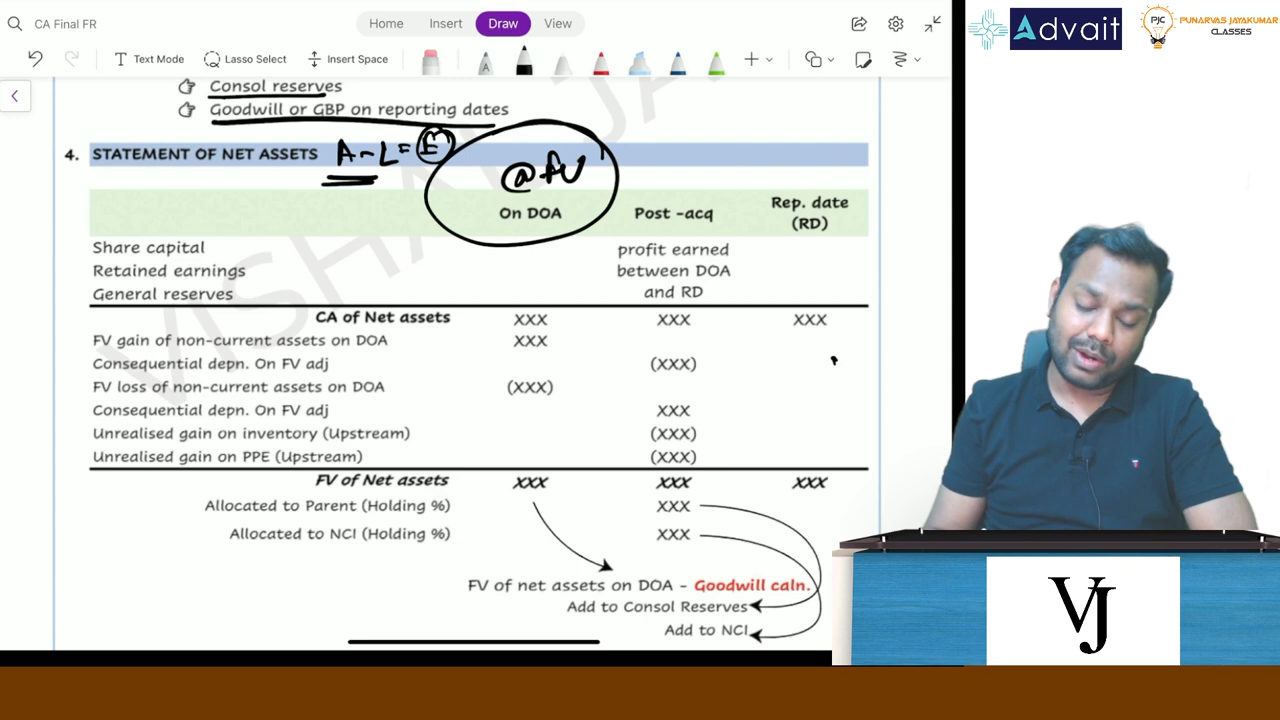 CA Final FR
Home Insert Draw View
Advait
PJC
PUNARVAS JAYAKUMAR
CLASSES
Text Mode Lasso Select Insert Space
Consol reserves
Goodwill or GBP on reporting dates
4. STATEMENT OF NET ASSETS A - L = E
@ FV
On DOA Post -acq Rep. date
(RD)
Share capital profit earned
Retained earnings between DOA
General reserves and RD
CA of Net assets XXX XXX XXX
FV gain of non-current assets on DOA XXX
Consequential depn. On FV adj (XXX)
FV loss of non-current assets on DOA (XXX)
Consequential depn. On FV adj XXX
Unrealised gain on inventory (Upstream) (XXX)
Unrealised gain on PPE (Upstream) (XXX)
FV of Net assets XXX XXX XXX
Allocated to Parent (Holding %) XXX
Allocated to NCI (Holding %) XXX
FV of net assets on DOA - Goodwill caln.
Add to Consol Reserves
Add to NCI
VJ